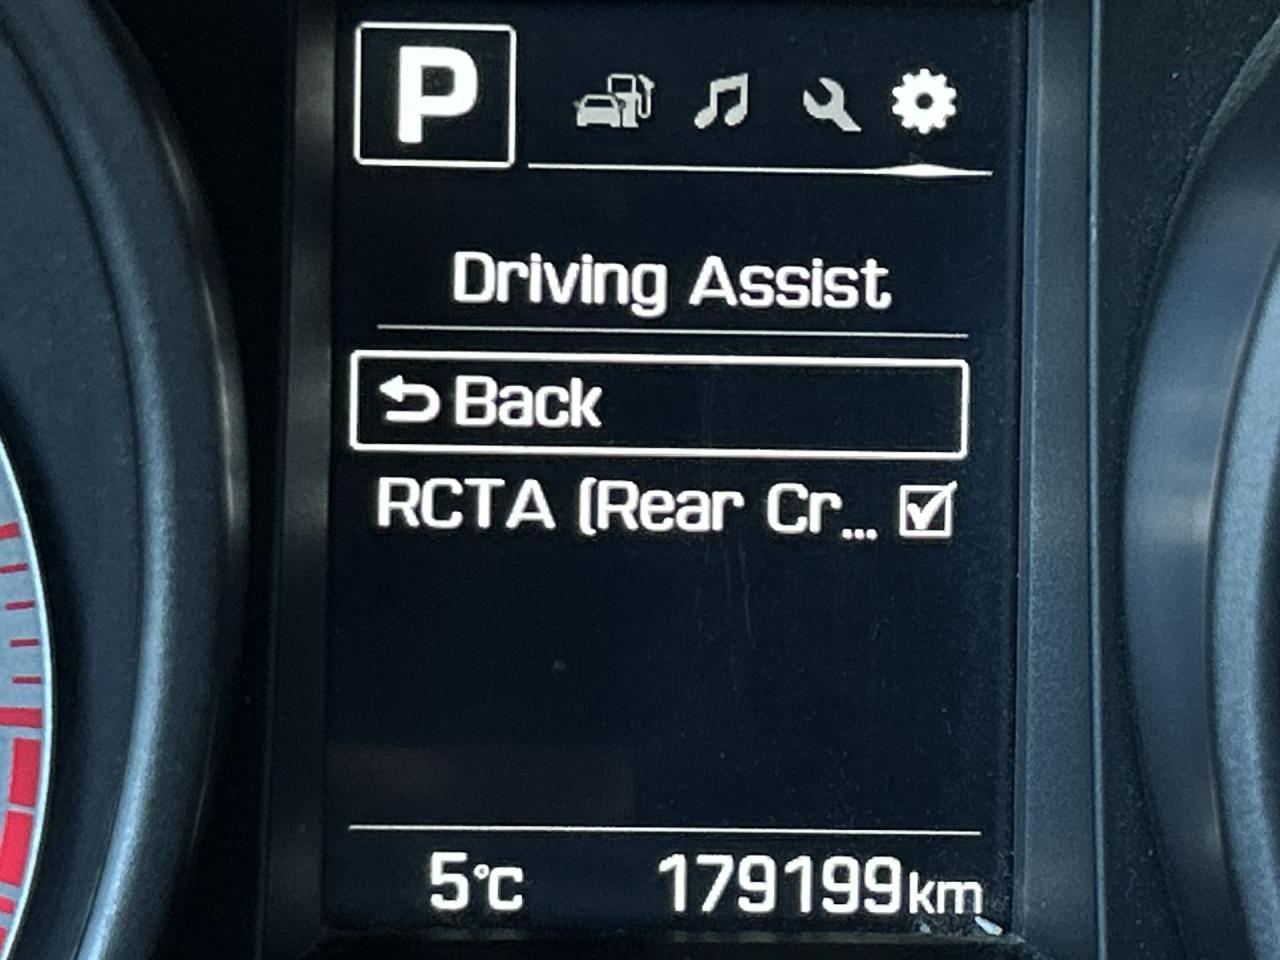 P
Driving Assist
Back
RCTA (Rear Cr...
5°C 179199km